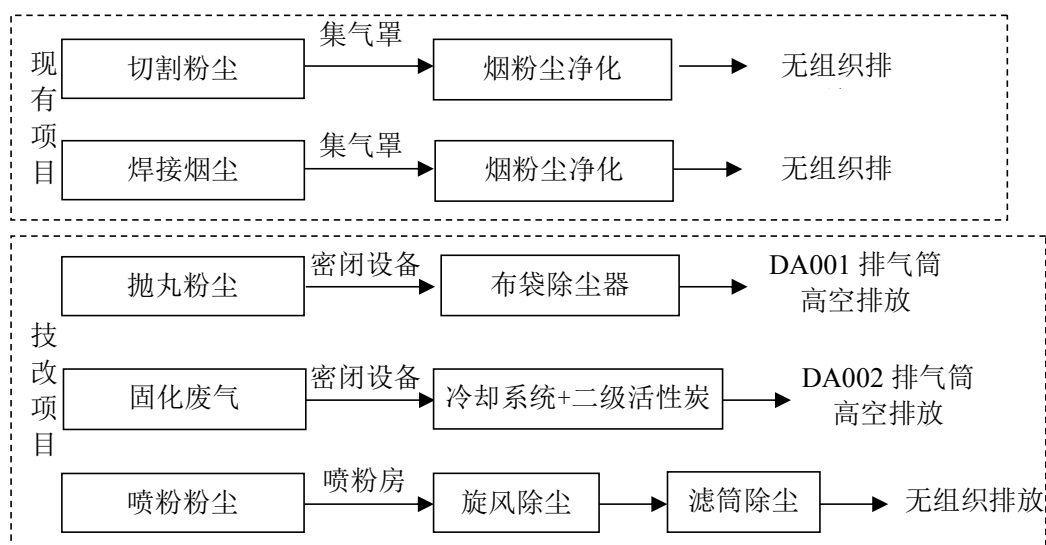 现有项目
切割粉尘
集气罩
烟粉尘净化
无组织排
焊接烟尘
集气罩
烟粉尘净化
无组织排
技改项目
抛丸粉尘
密闭设备
布袋除尘器
DA001 排气筒
高空排放
固化废气
密闭设备
冷却系统+二级活性炭
DA002 排气筒
高空排放
喷粉粉尘
喷粉房
旋风除尘
滤筒除尘
无组织排放